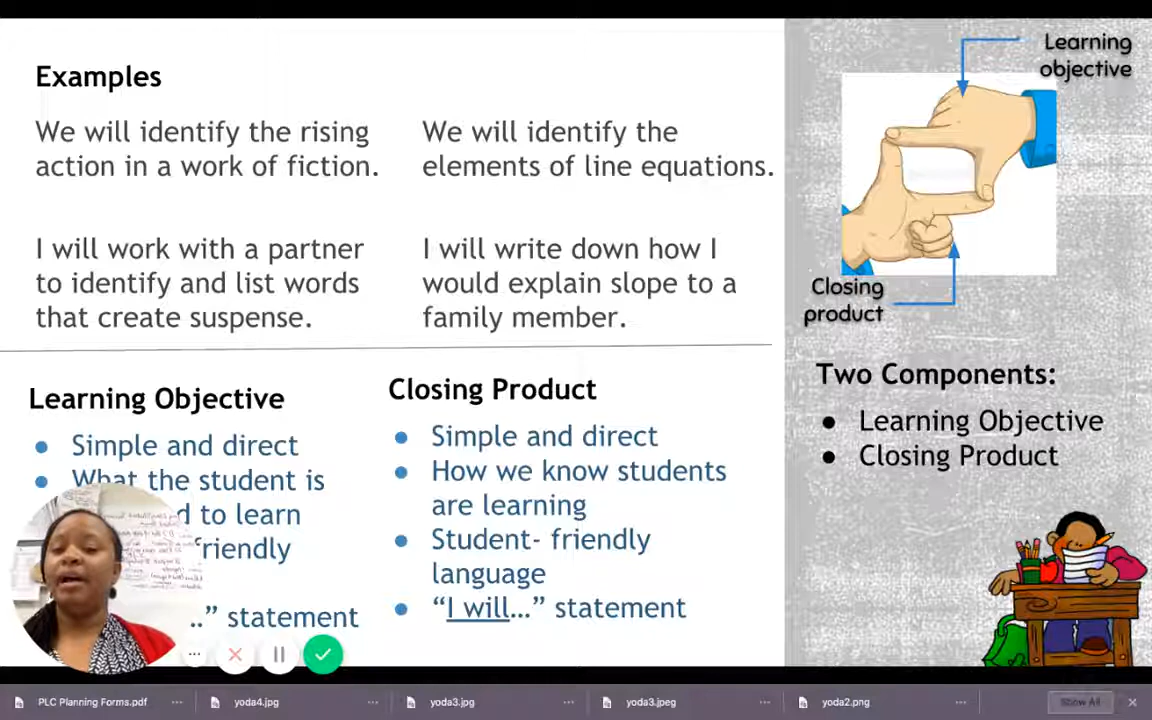 Examples
We will identify the rising
action in a work of fiction.
We will identify the
elements of line equations.
I will work with a partner
to identify and list words
that create suspense.
I will write down how I
would explain slope to a
family member.
Learning Objective
Simple and direct
What the student is
to learn
friendly
..” statement
Closing Product
Simple and direct
How we know students
are learning
Student- friendly
language
“I will…” statement
Learning
objective
Closing
product
Two Components:
Learning Objective
Closing Product
PLC Planning Forms.pdf
yoda4.jpg
yoda3.jpg
yoda3.jpeg
yoda2.png
Show All